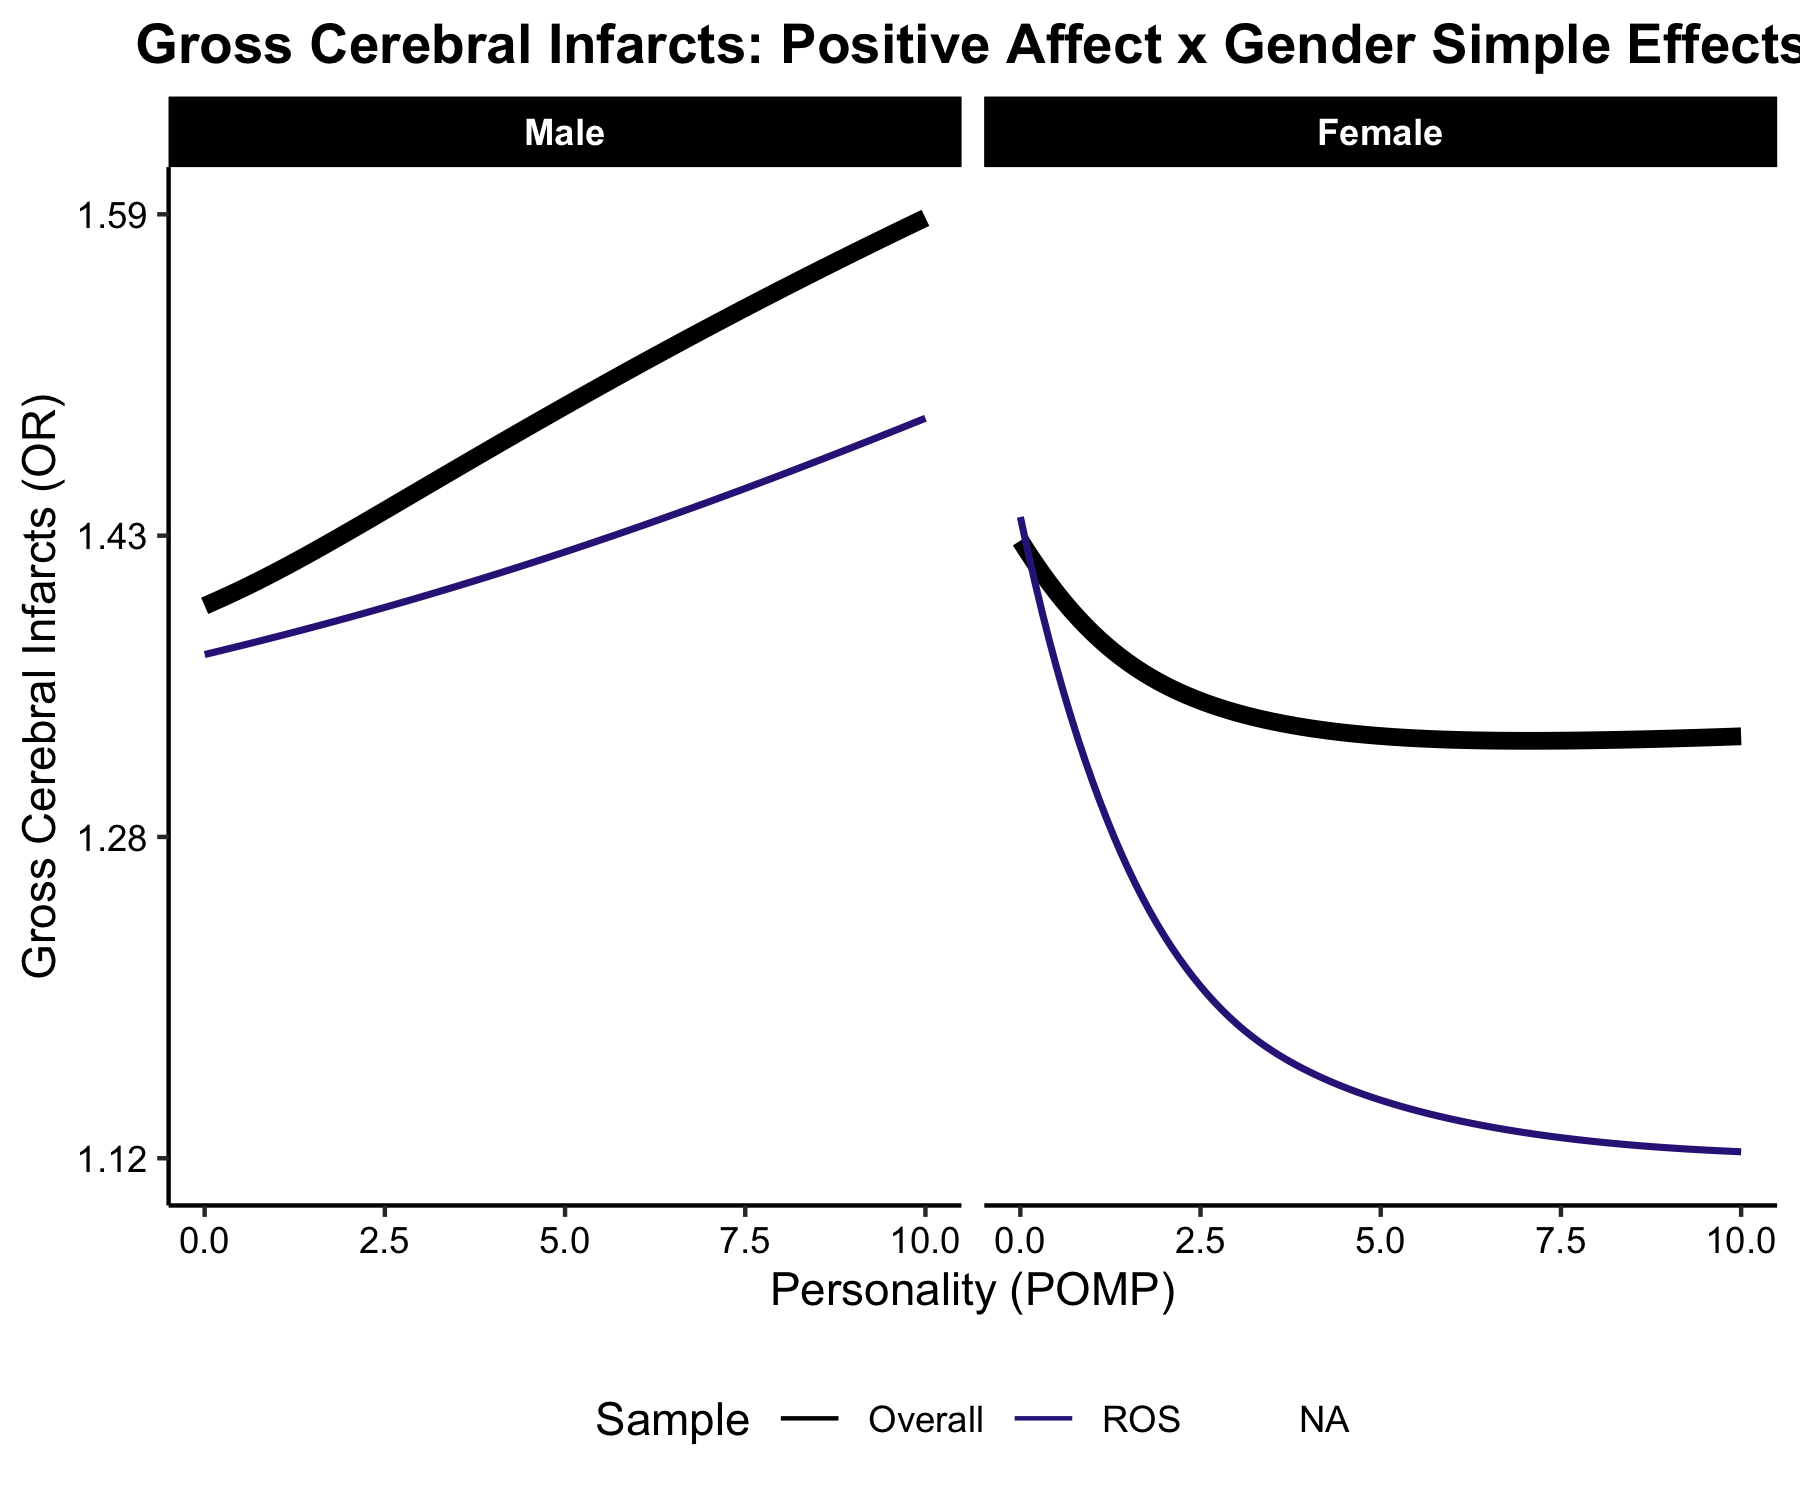 Gross Cerebral Infarcts: Positive Affect x Gender Simple Effects
Male
Female
Gross Cerebral Infarcts (OR)
1.59
1.43
1.28
1.12
0.0 2.5 5.0 7.5 10.0
0.0 2.5 5.0 7.5 10.0
Personality (POMP)
Sample Overall ROS NA